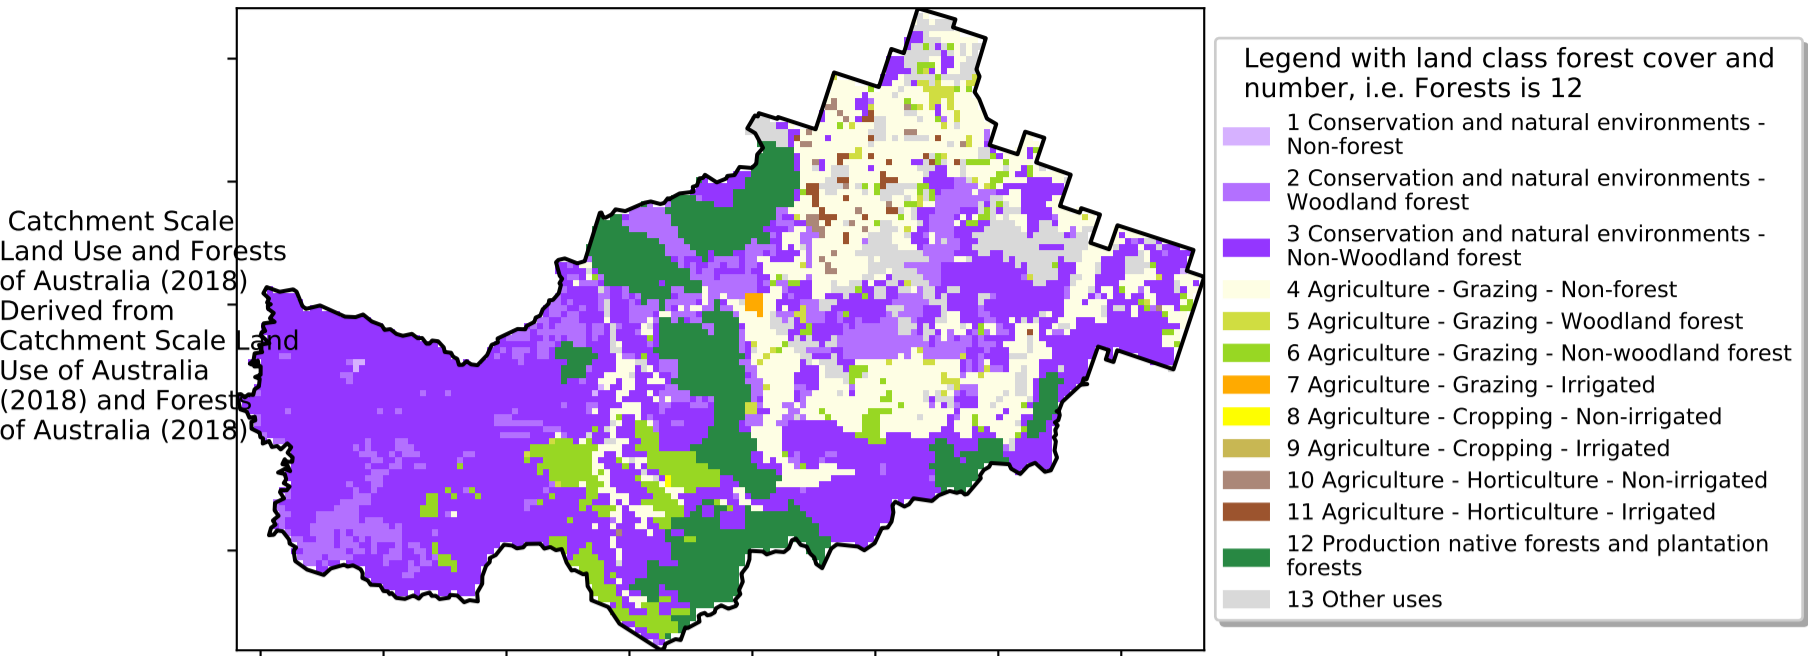 Catchment Scale
Land Use and Forests
of Australia (2018)
Derived from
Catchment Scale Land
Use of Australia
(2018) and Forests
of Australia (2018)
Legend with land class forest cover and
number, i.e. Forests is 12
1 Conservation and natural environments -
Non-forest
2 Conservation and natural environments -
Woodland forest
3 Conservation and natural environments -
Non-Woodland forest
4 Agriculture - Grazing - Non-forest
5 Agriculture - Grazing - Woodland forest
6 Agriculture - Grazing - Non-woodland forest
7 Agriculture - Grazing - Irrigated
8 Agriculture - Cropping - Non-irrigated
9 Agriculture - Cropping - Irrigated
10 Agriculture - Horticulture - Non-irrigated
11 Agriculture - Horticulture - Irrigated
12 Production native forests and plantation
forests
13 Other uses